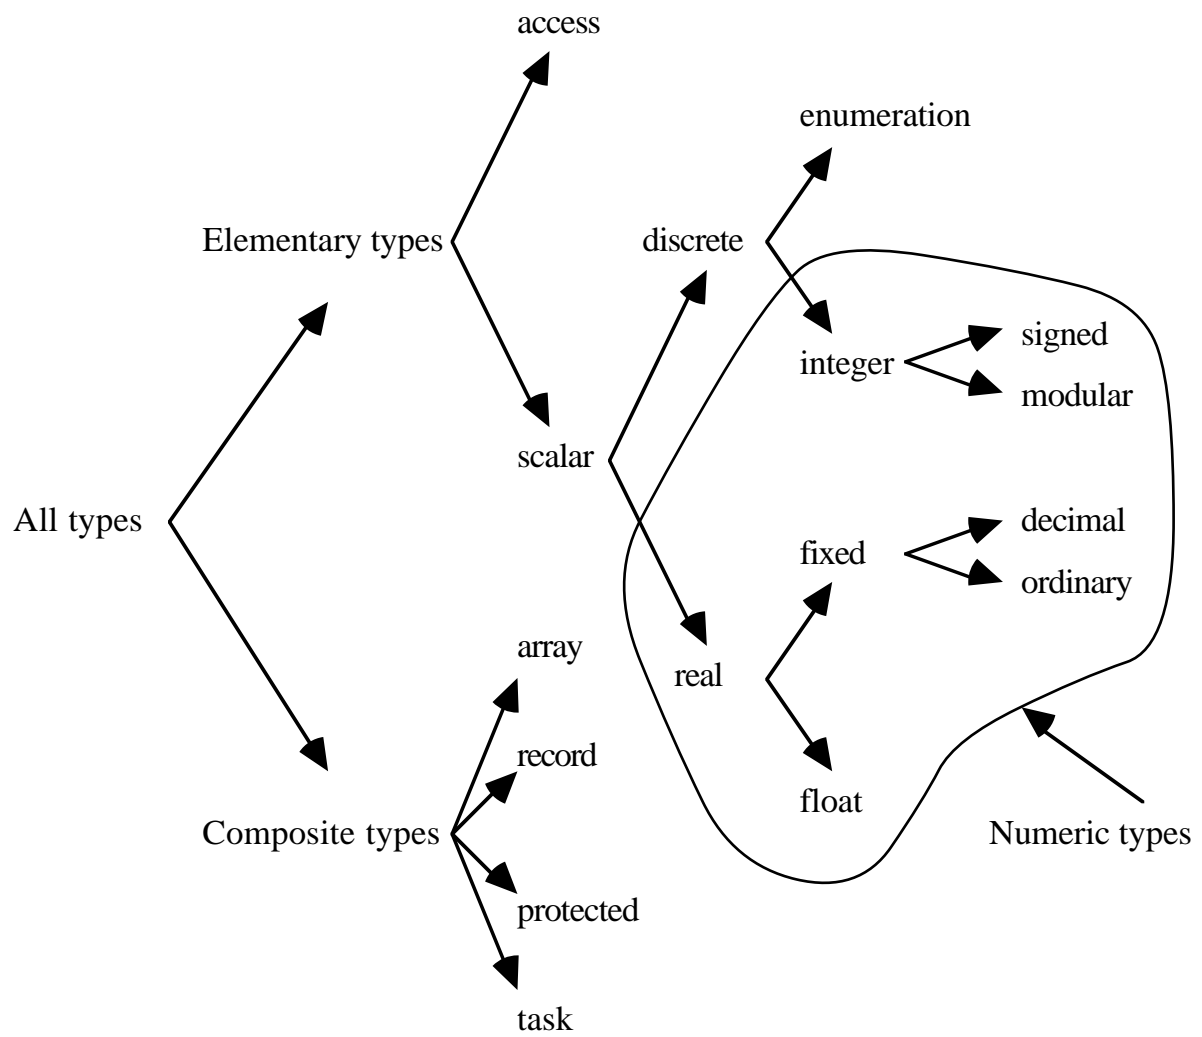 access
enumeration
Elementary types
discrete
signed
integer
modular
scalar
All types
decimal
fixed
ordinary
array
real
record
float
Composite types
Numeric types
protected
task